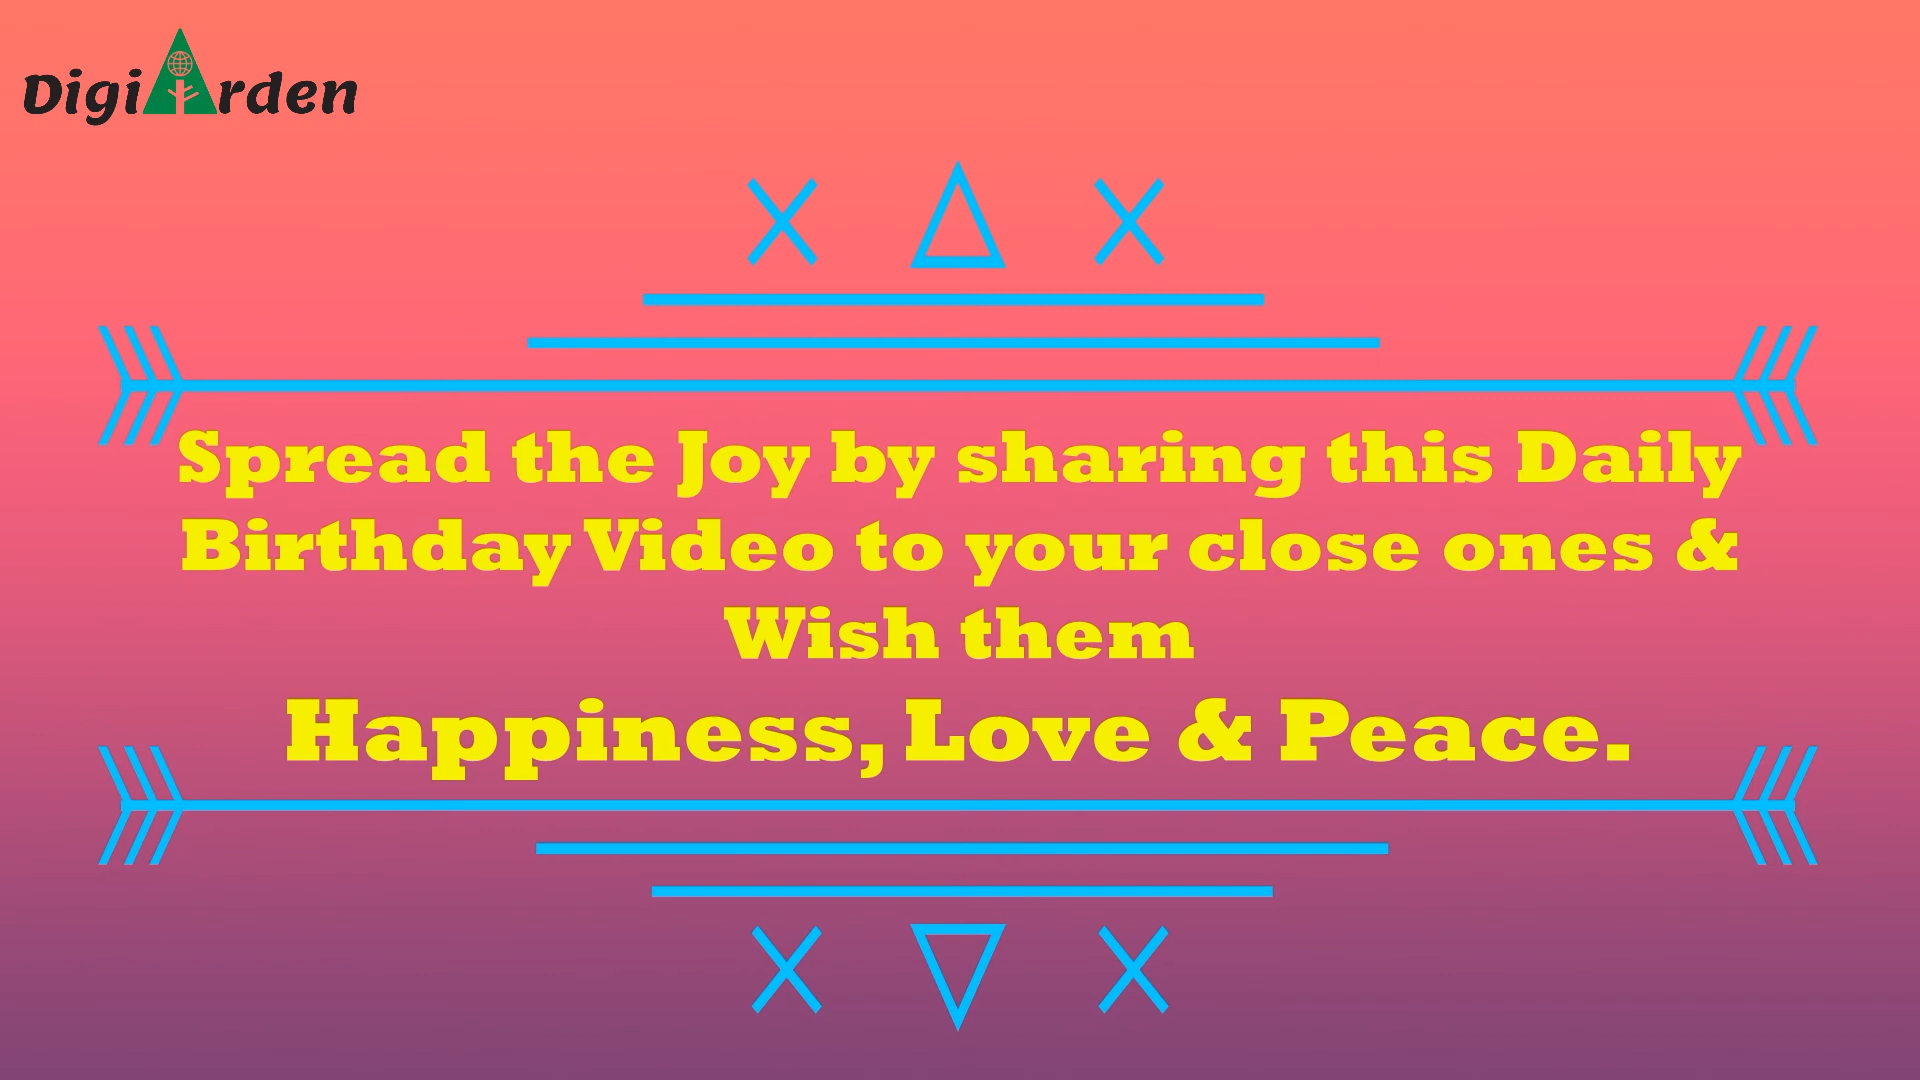 DigiArden
Spread the Joy by sharing this Daily
Birthday Video to your close ones &
Wish them
Happiness, Love & Peace.